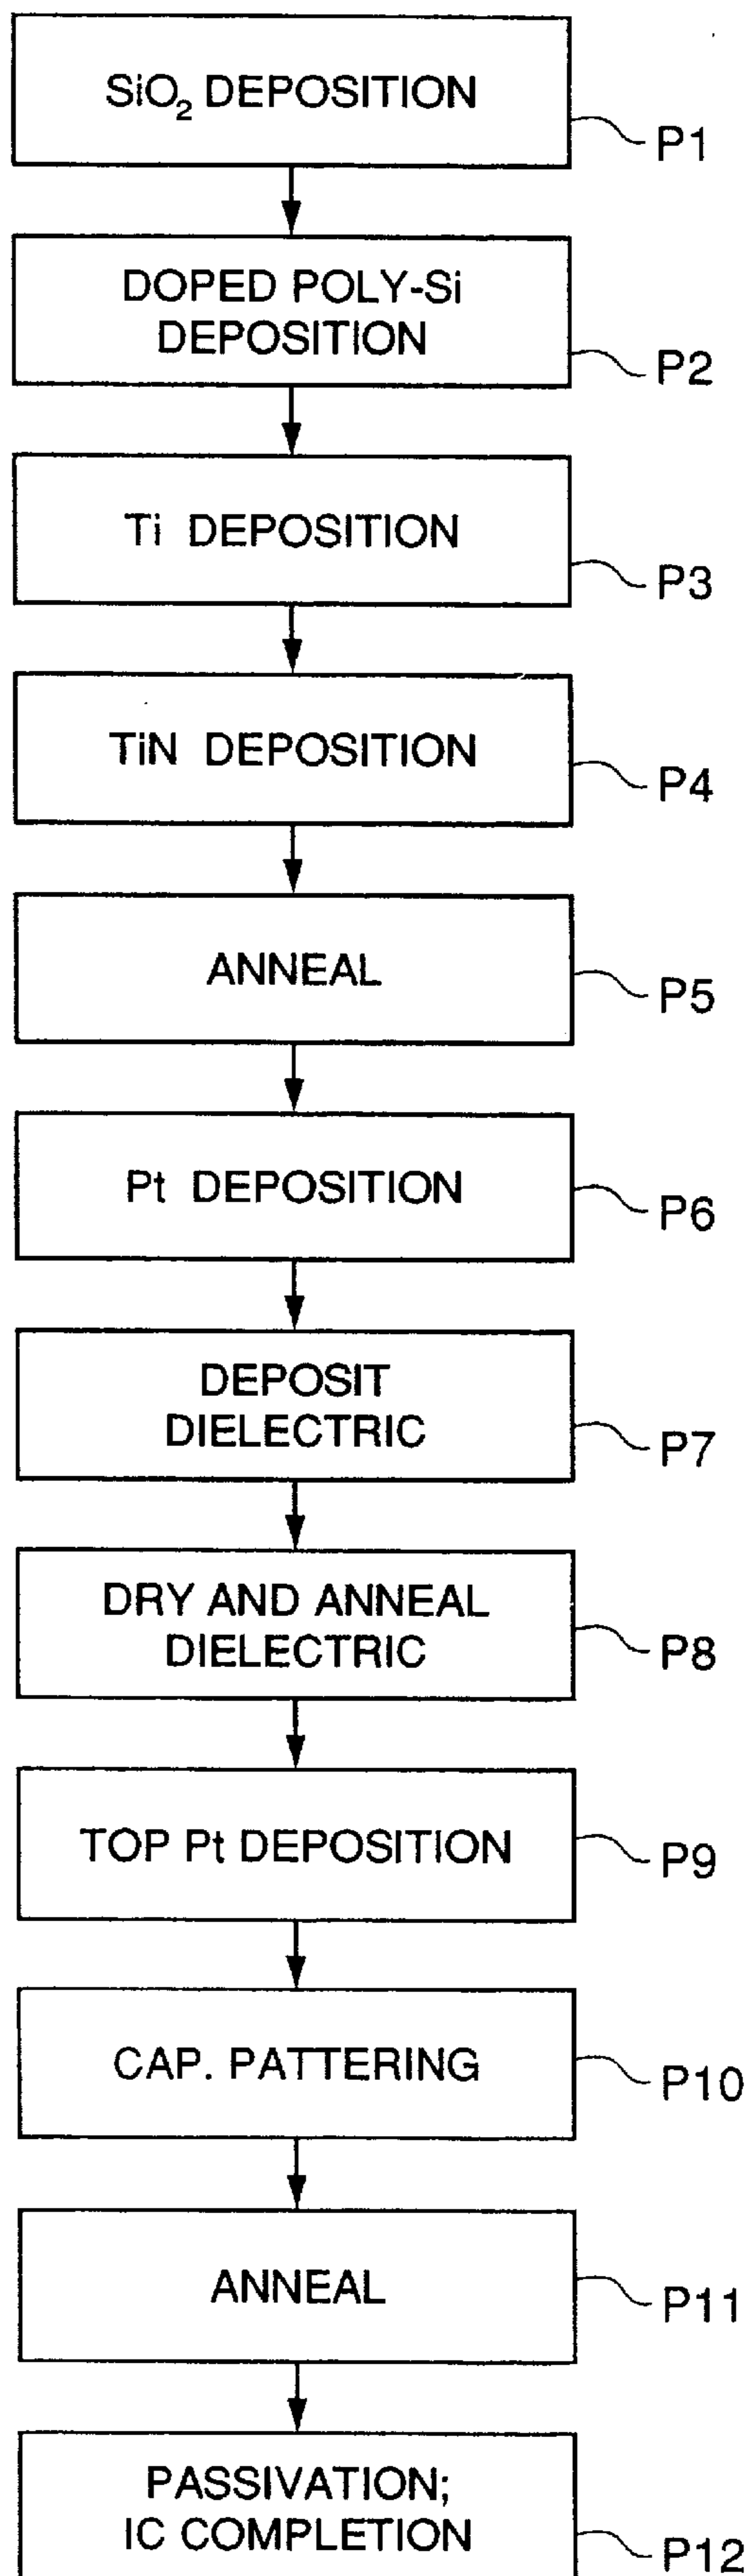 SiO₂ DEPOSITION
P1
DOPED POLY-Si
DEPOSITION
P2
Ti DEPOSITION
P3
TiN DEPOSITION
P4
ANNEAL
P5
Pt DEPOSITION
P6
DEPOSIT
DIELECTRIC
P7
DRY AND ANNEAL
DIELECTRIC
P8
TOP Pt DEPOSITION
P9
CAP. PATTERING
P10
ANNEAL
P11
PASSIVATION;
IC COMPLETION
P12